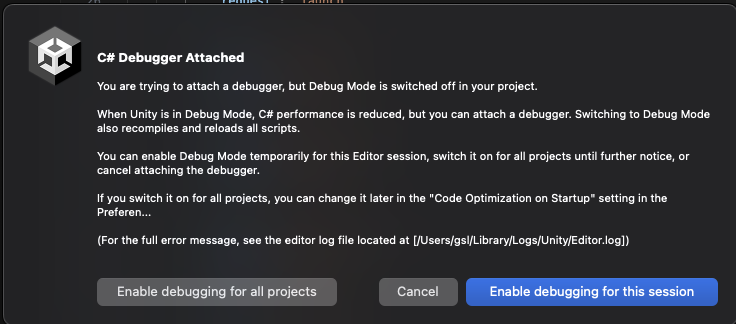 C# Debugger Attached
You are trying to attach a debugger, but Debug Mode is switched off in your project.
When Unity is in Debug Mode, C# performance is reduced, but you can attach a debugger. Switching to Debug Mode
also recompiles and reloads all scripts.
You can enable Debug Mode temporarily for this Editor session, switch it on for all projects until further notice, or
cancel attaching the debugger.
If you switch it on for all projects, you can change it later in the "Code Optimization on Startup" setting in the
Preferen...
(For the full error message, see the editor log file located at [/Users/gsl/Library/Logs/Unity/Editor.log])
Enable debugging for all projects
Cancel
Enable debugging for this session